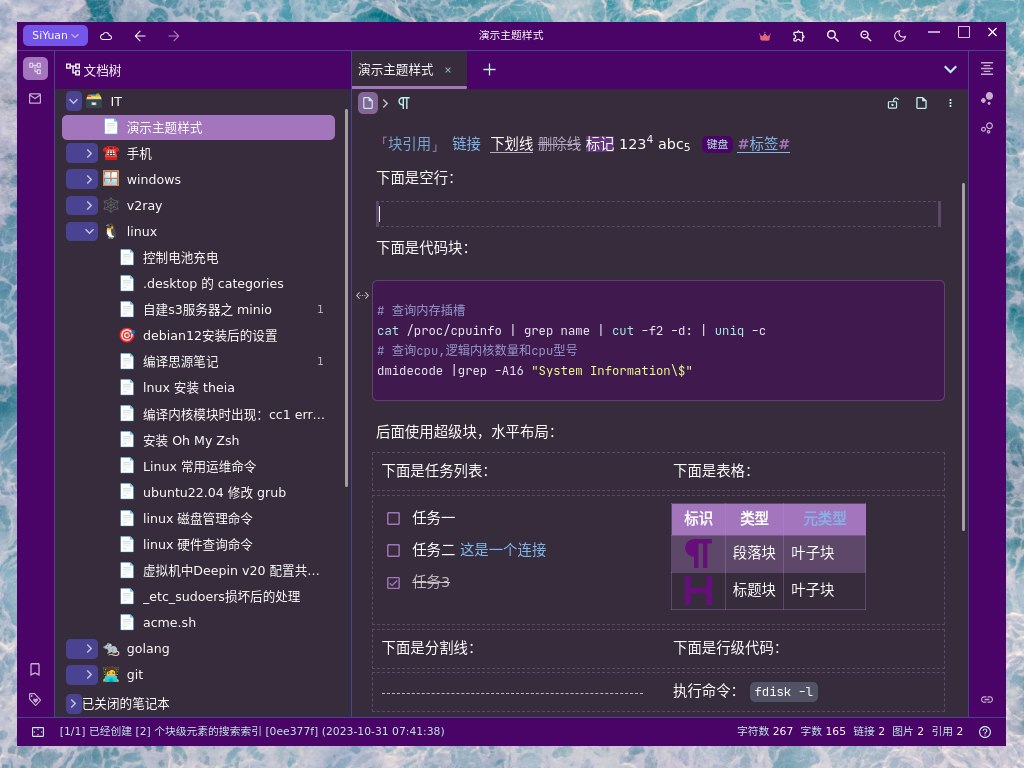 SiYuan
演示主题样式
文档树
演示主题样式 ×
IT
演示主题样式
手机
windows
v2ray
linux
控制电池充电
.desktop 的 categories
自建s3服务器之 minio 1
debian12安装后的设置
编译思源笔记 1
lnux 安装 theia
编译内核模块时出现：cc1 err...
安装 Oh My Zsh
Linux 常用运维命令
ubuntu22.04 修改 grub
linux 磁盘管理命令
linux 硬件查询命令
虚拟机中Deepin v20 配置共...
_etc_sudoers损坏后的处理
acme.sh
golang
git
已关闭的笔记本
「块引用」 链接 下划线 删除线 标记 123⁴ abc₅ 键盘 #标签#
下面是空行：
下面是代码块：
# 查询内存插槽
cat /proc/cpuinfo | grep name | cut -f2 -d: | uniq -c
# 查询cpu,逻辑内核数量和cpu型号
dmidecode |grep -A16 "System Information\$"
后面使用超级块，水平布局：
下面是任务列表：
任务一
任务二 这是一个连接
任务3
下面是表格：
标识 类型 元类型
¶ 段落块 叶子块
H 标题块 叶子块
下面是分割线：
下面是行级代码：
执行命令： fdisk -l
[1/1] 已经创建 [2] 个块级元素的搜索索引 [0ee377f] (2023-10-31 07:41:38)
字符数 267 字数 165 链接 2 图片 2 引用 2